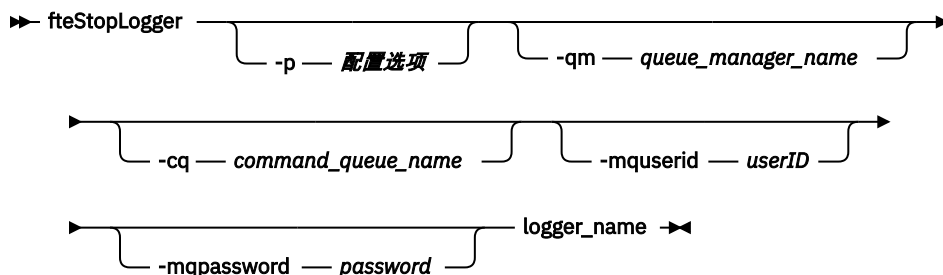 fteStopLogger
-p 配置选项
-qm queue_manager_name
-cq command_queue_name
-mquserid userID
-mqpassword password
logger_name